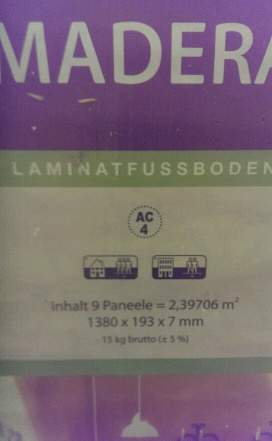 MADERA
LAMINATFUSSBODEN
AC
4
Inhalt 9 Paneele = 2,39706 m²
1380 x 193 x 7 mm
15 kg brutto (± 5 %)